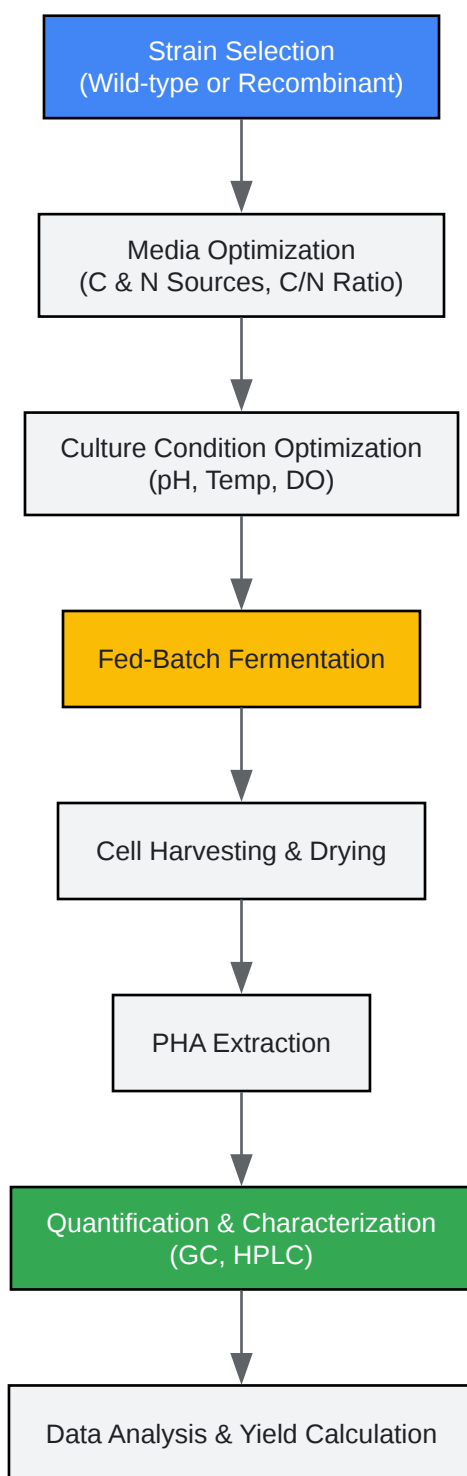 Strain Selection
(Wild-type or Recombinant)
Media Optimization
(C & N Sources, C/N Ratio)
Culture Condition Optimization
(pH, Temp, DO)
Fed-Batch Fermentation
Cell Harvesting & Drying
PHA Extraction
Quantification & Characterization
(GC, HPLC)
Data Analysis & Yield Calculation